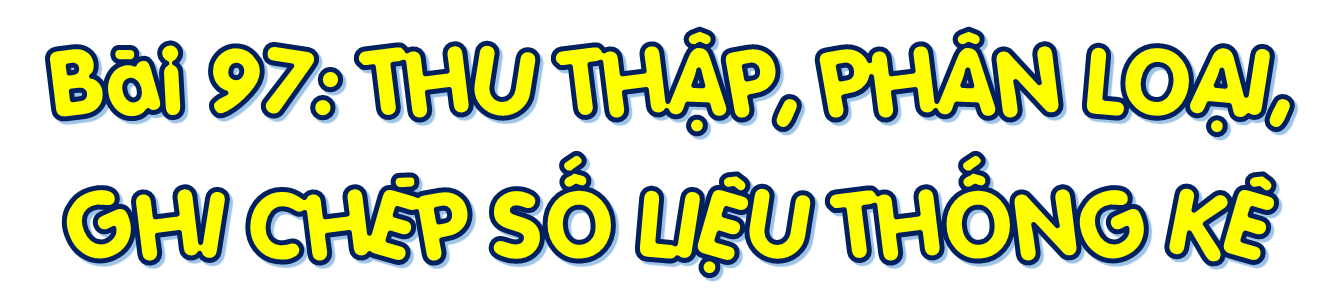 Bài 97: THU THẬP, PHÂN LOẠI,
GHI CHÉP SỐ LIỆU THỐNG KÊ